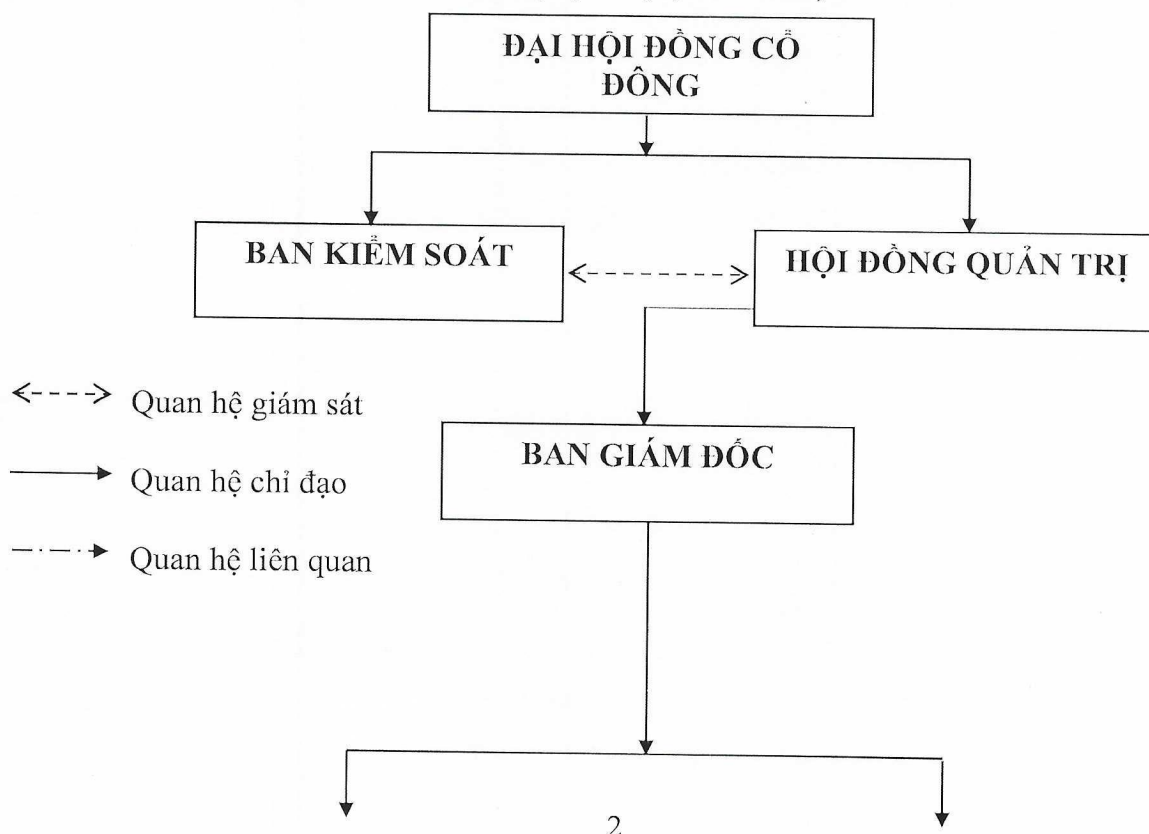 ĐẠI HỘI ĐỒNG CỔ
ĐÔNG
BAN KIỂM SOÁT
HỘI ĐỒNG QUẢN TRỊ
Quan hệ giám sát
BAN GIÁM ĐỐC
Quan hệ chỉ đạo
Quan hệ liên quan
2